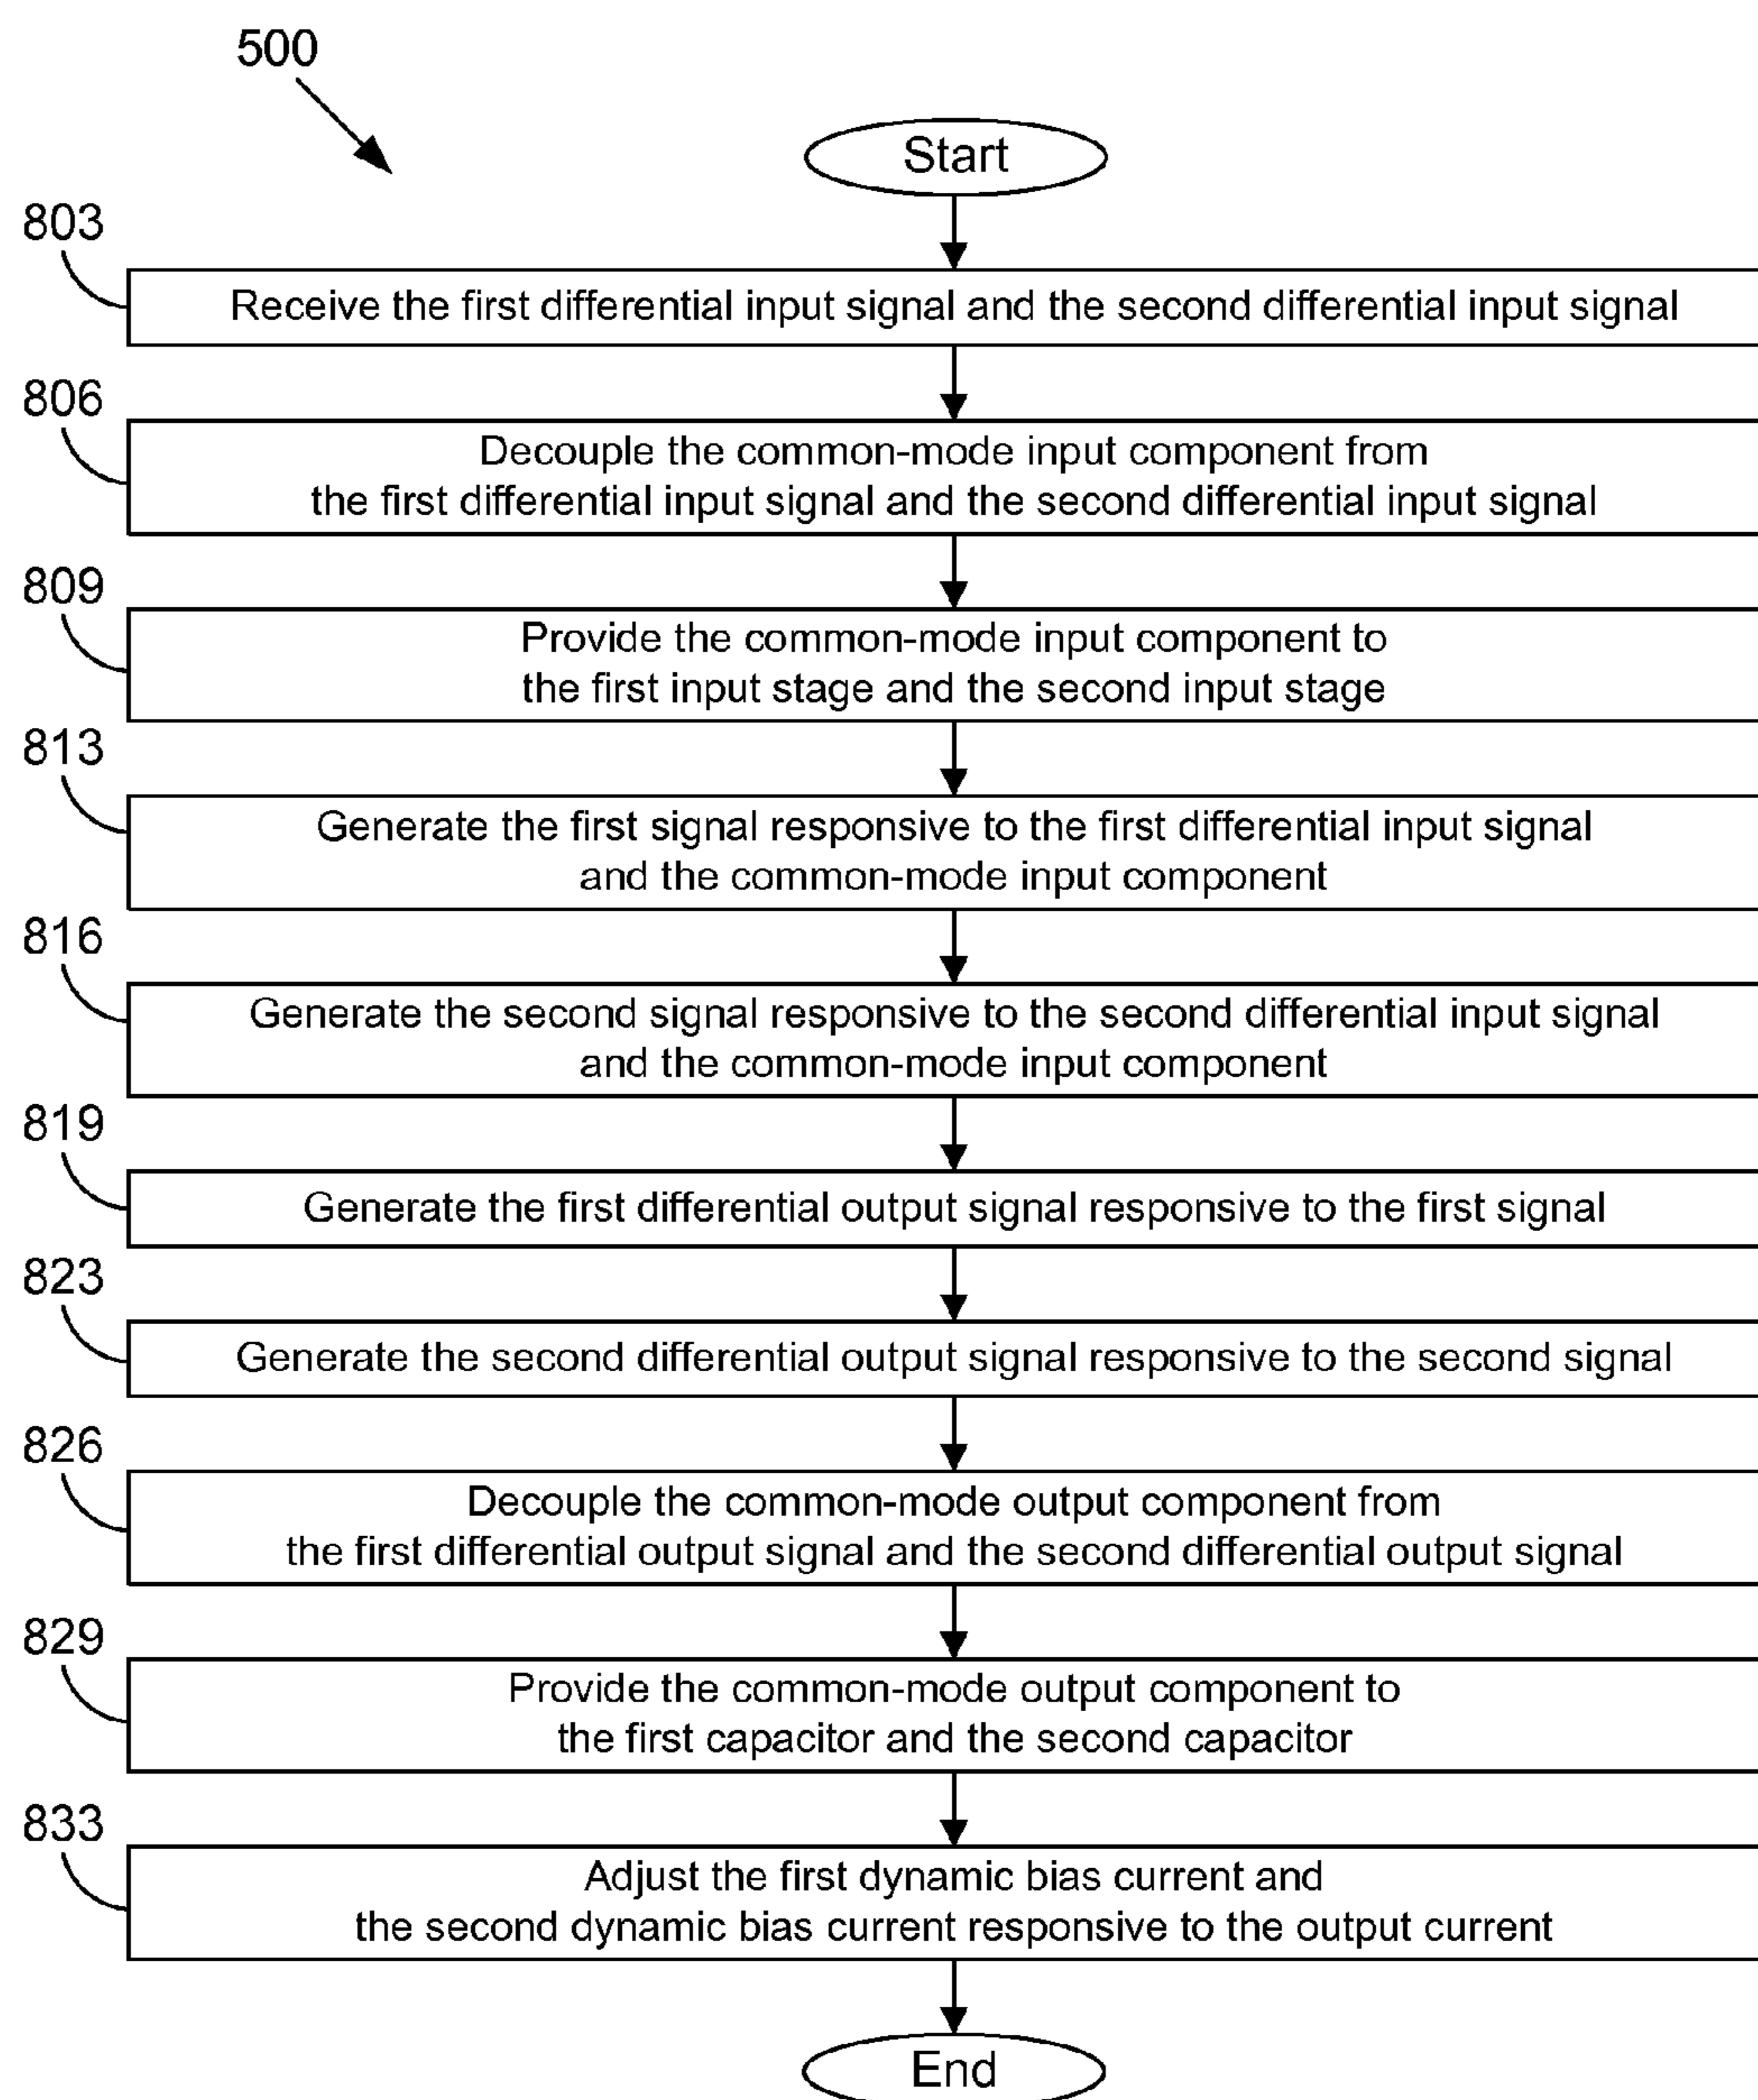 500
Start
803
Receive the first differential input signal and the second differential input signal
806
Decouple the common-mode input component from
the first differential input signal and the second differential input signal
809
Provide the common-mode input component to
the first input stage and the second input stage
813
Generate the first signal responsive to the first differential input signal
and the common-mode input component
816
Generate the second signal responsive to the second differential input signal
and the common-mode input component
819
Generate the first differential output signal responsive to the first signal
823
Generate the second differential output signal responsive to the second signal
826
Decouple the common-mode output component from
the first differential output signal and the second differential output signal
829
Provide the common-mode output component to
the first capacitor and the second capacitor
833
Adjust the first dynamic bias current and
the second dynamic bias current responsive to the output current
End